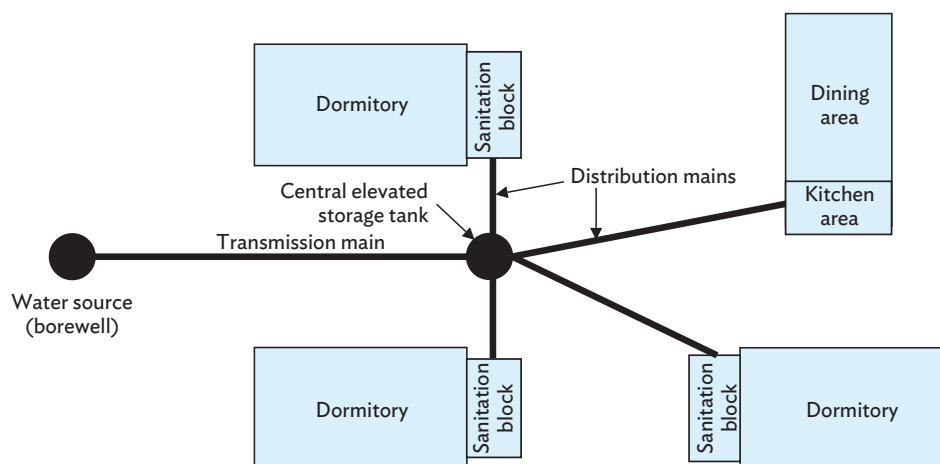 Dormitory
Sanitation
block
Dining
area
Kitchen
area
Distribution mains
Central elevated
storage tank
Transmission main
Water source
(borewell)
Dormitory
Sanitation
block
Sanitation
block
Dormitory